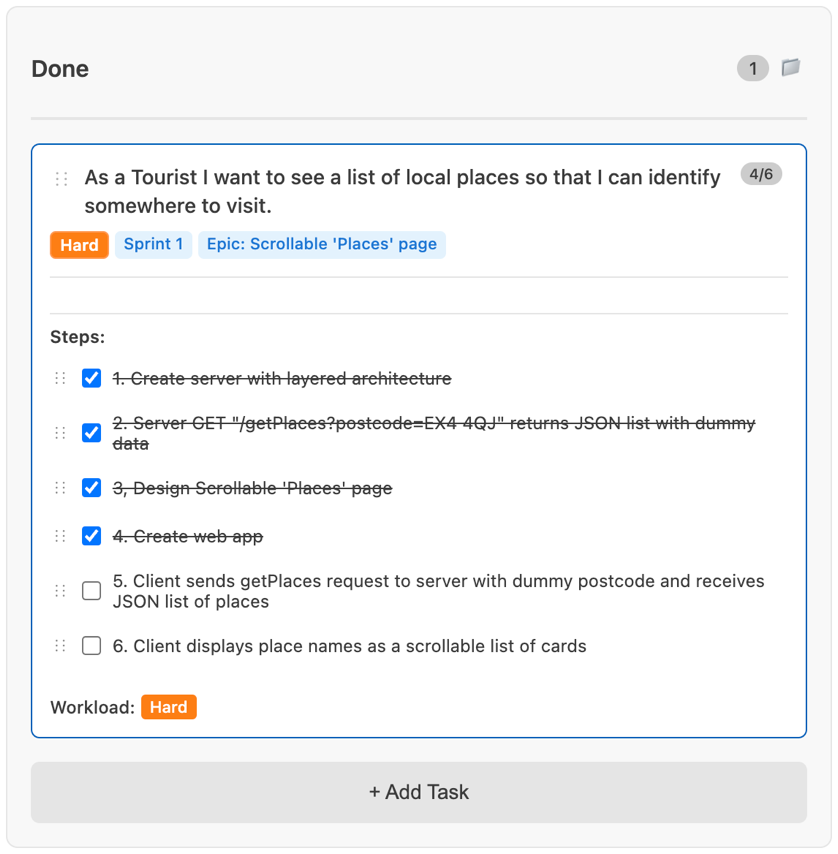 Done
1
As a Tourist I want to see a list of local places so that I can identify
somewhere to visit.
4/6
Hard
Sprint 1
Epic: Scrollable 'Places' page
Steps:
1. Create server with layered architecture
2. Server GET "/getPlaces?postcode=EX4 4QJ" returns JSON list with dummy
data
3, Design Scrollable 'Places' page
4. Create web app
5. Client sends getPlaces request to server with dummy postcode and receives
JSON list of places
6. Client displays place names as a scrollable list of cards
Workload: Hard
+ Add Task